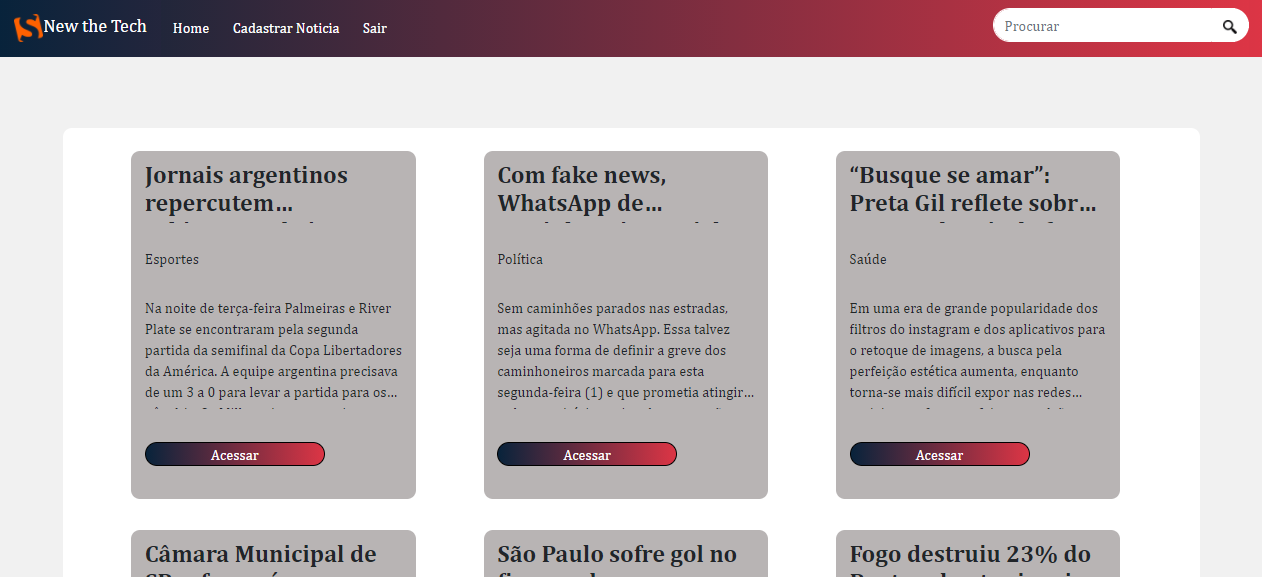 New the Tech
Home
Cadastrar Noticia
Sair
Procurar
Jornais argentinos
repercutem…
Esportes
Na noite de terça-feira Palmeiras e River
Plate se encontraram pela segunda
partida da semifinal da Copa Libertadores
da América. A equipe argentina precisava
de um 3 a 0 para levar a partida para os…
Acessar
Com fake news,
WhatsApp de…
Política
Sem caminhões parados nas estradas,
mas agitada no WhatsApp. Essa talvez
seja uma forma de definir a greve dos
caminhoneiros marcada para esta
segunda-feira (1) e que prometia atingir…
Acessar
“Busque se amar”:
Preta Gil reflete sobr…
Saúde
Em uma era de grande popularidade dos
filtros do instagram e dos aplicativos para
o retoque de imagens, a busca pela
perfeição estética aumenta, enquanto
torna-se mais difícil expor nas redes…
Acessar
Câmara Municipal de
São Paulo sofre gol no
Fogo destruiu 23% do